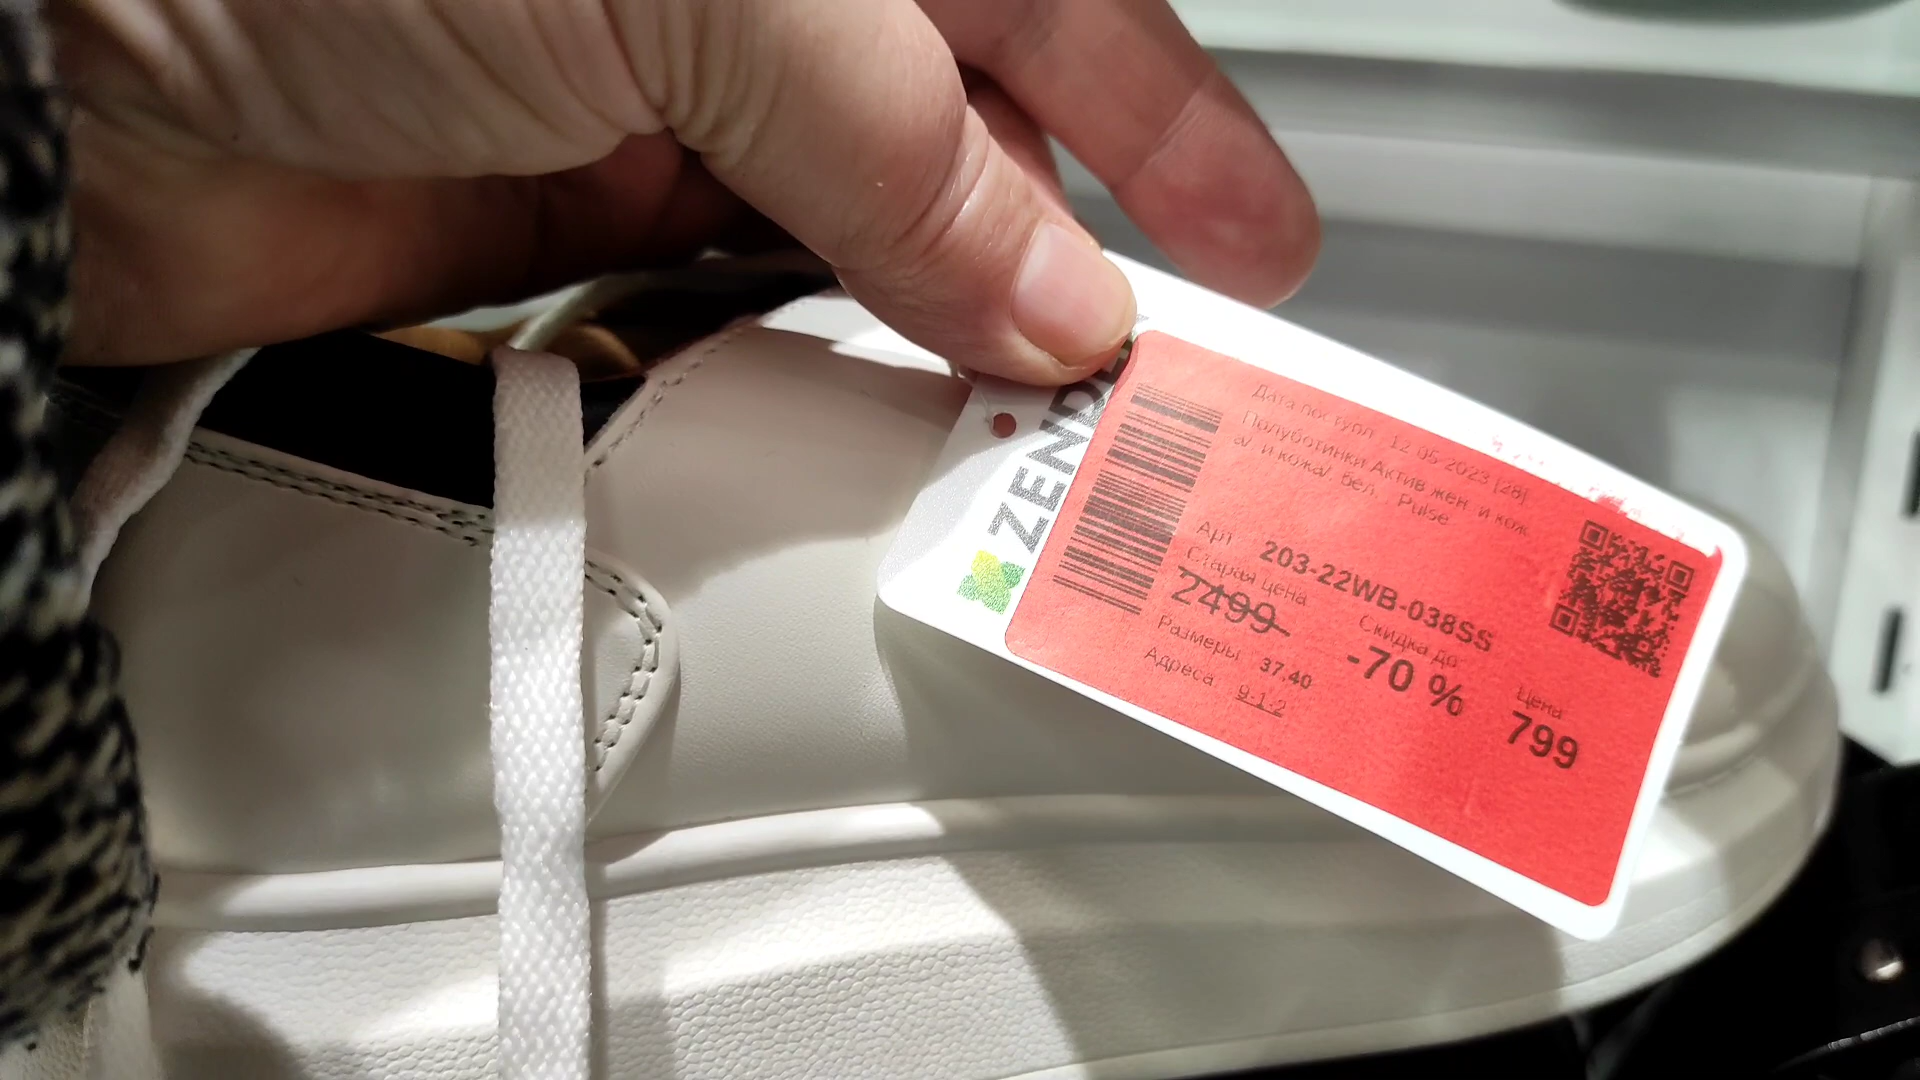 ZENDE
Дата поступл. 12.05.2023 [28]
Полуботинки Актив жен. и.кож.
а/ и.кожа/. бел. . Pulse
Арт. 203-22WB-038SS
Старая цена
2499-
Скидка до
-70 %
Цена
799
Размеры 37,40
Адреса 9-1-2